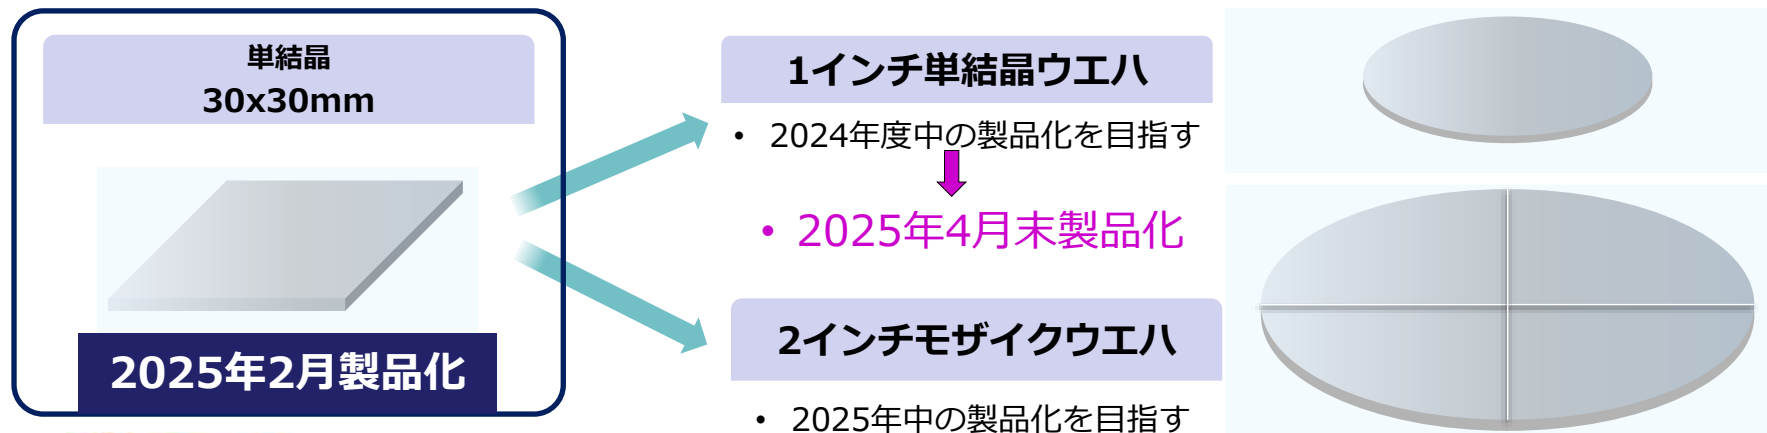 単結晶
30x30mm
2025年2月製品化
1インチ単結晶ウエハ
• 2024年度中の製品化を目指す
• 2025年4月末製品化
2インチモザイクウエハ
• 2025年中の製品化を目指す